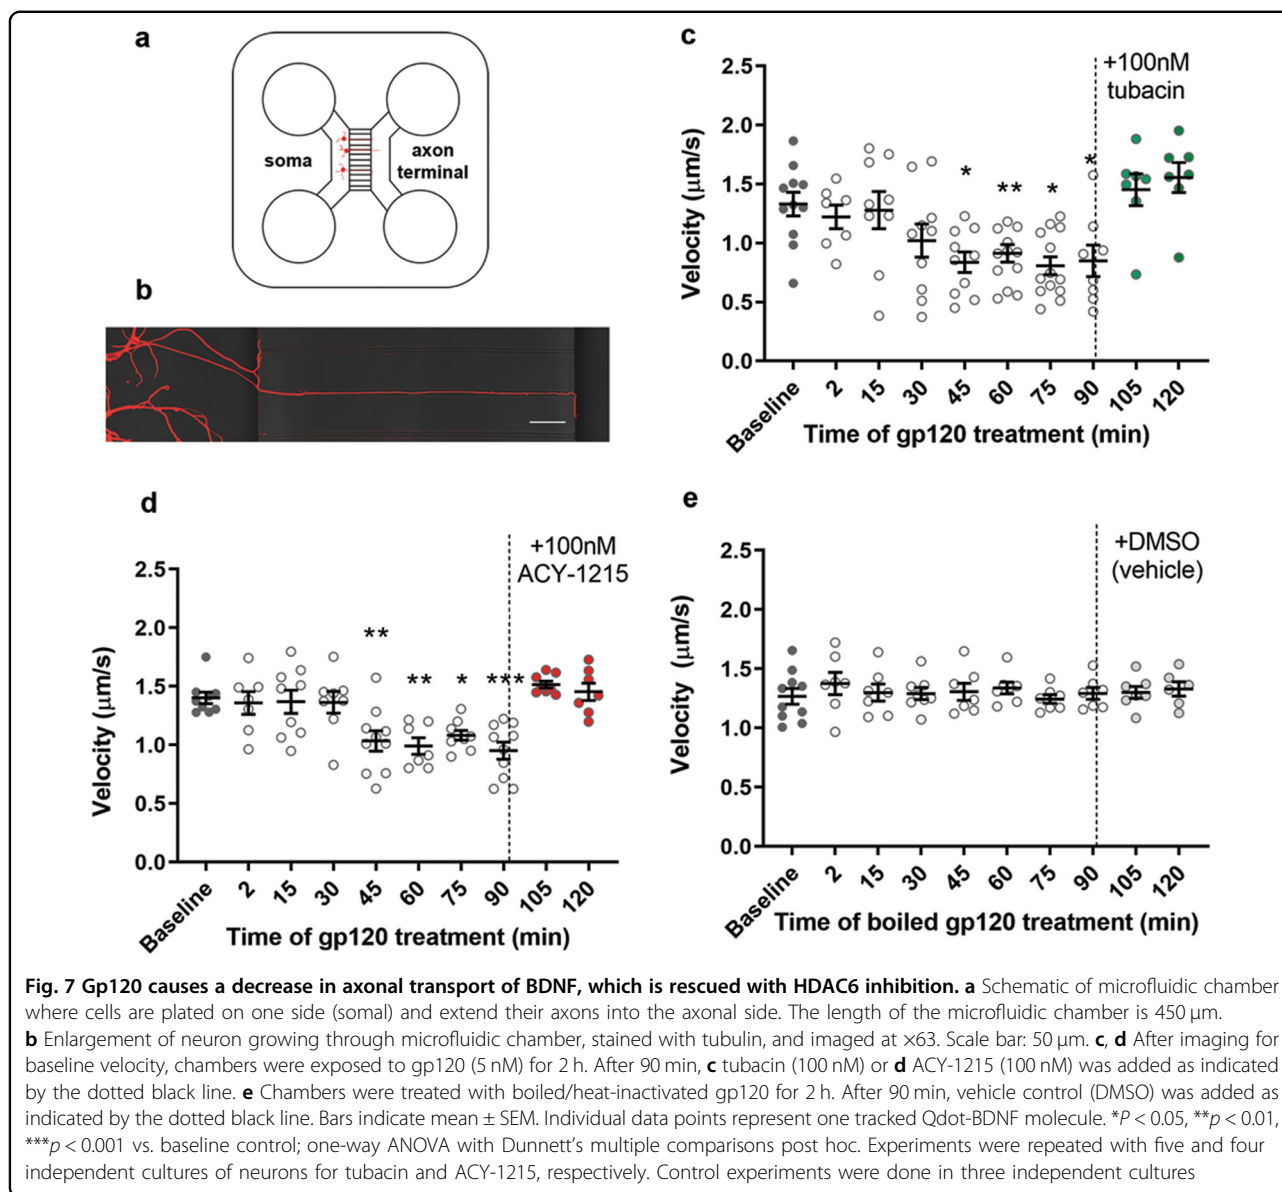 a
soma
axon
terminal
b
c
+100nM
tubacin
Velocity (μm/s)
2.5
2.0
1.5
1.0
0.5
0.0
* ** * *
Baseline 2 15 30 45 60 75 90 105 120
Time of gp120 treatment (min)
d
+100nM
ACY-1215
Velocity (μm/s)
2.5
2.0
1.5
1.0
0.5
0.0
** ** * ***
Baseline 2 15 30 45 60 75 90 105 120
Time of gp120 treatment (min)
e
+DMSO
(vehicle)
Velocity (μm/s)
2.5
2.0
1.5
1.0
0.5
0.0
Baseline 2 15 30 45 60 75 90 105 120
Time of boiled gp120 treatment (min)
Fig. 7 Gp120 causes a decrease in axonal transport of BDNF, which is rescued with HDAC6 inhibition. a Schematic of microfluidic chamber
where cells are plated on one side (somal) and extend their axons into the axonal side. The length of the microfluidic chamber is 450 μm.
b Enlargement of neuron growing through microfluidic chamber, stained with tubulin, and imaged at ×63. Scale bar: 50 μm. c, d After imaging for
baseline velocity, chambers were exposed to gp120 (5 nM) for 2 h. After 90 min, c tubacin (100 nM) or d ACY-1215 (100 nM) was added as indicated
by the dotted black line. e Chambers were treated with boiled/heat-inactivated gp120 for 2 h. After 90 min, vehicle control (DMSO) was added as
indicated by the dotted black line. Bars indicate mean ± SEM. Individual data points represent one tracked Qdot-BDNF molecule. *P < 0.05, **p < 0.01,
***p < 0.001 vs. baseline control; one-way ANOVA with Dunnett's multiple comparisons post hoc. Experiments were repeated with five and four
independent cultures of neurons for tubacin and ACY-1215, respectively. Control experiments were done in three independent cultures